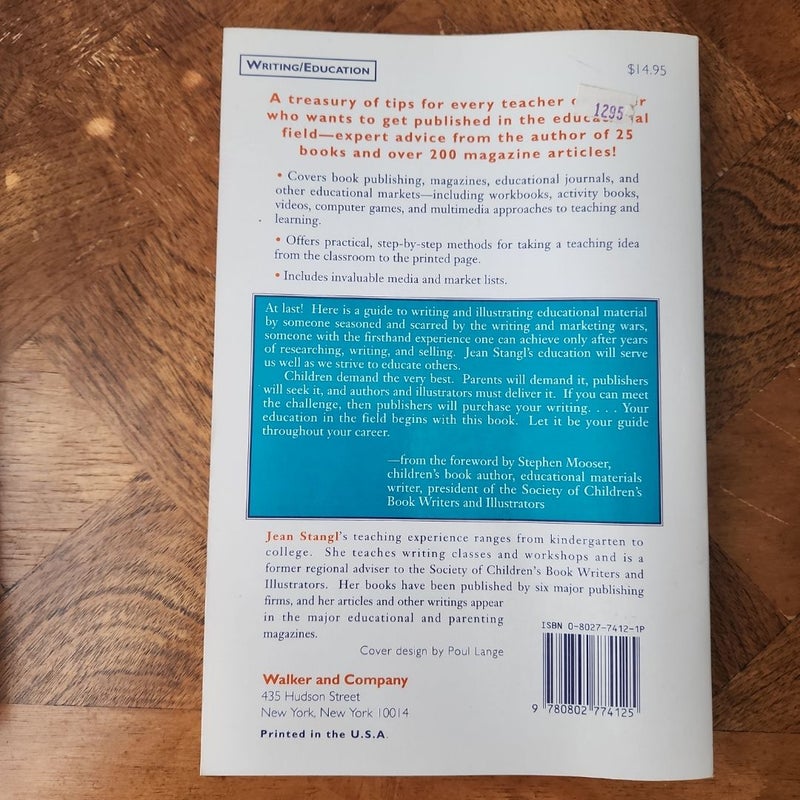 WRITING/EDUCATION
$14.95
A treasury of tips for every teacher
1295
who wants to get published in the
field—expert advice from the author of 25
books and over 200 magazine articles!
• Covers book publishing, magazines, educational journals, and
other educational markets—including workbooks, activity books,
videos, computer games, and multimedia approaches to teaching and
learning.
• Offers practical, step-by-step methods for taking a teaching idea
from the classroom to the printed page.
• Includes invaluable media and market lists.
At last! Here is a guide to writing and illustrating educational material
by someone seasoned and scarred by the writing and marketing wars,
someone with the firsthand experience one can achieve only after years
of researching, writing, and selling. Jean Stangl's education will serve
us well as we strive to educate others.
Children demand the very best. Parents will demand it, publishers
will seek it, and authors and illustrators must deliver it. If you can meet
the challenge, then publishers will purchase your writing. . . . Your
education in the field begins with this book. Let it be your guide
throughout your career.
—from the foreword by Stephen Mooser,
children's book author, educational materials
writer, president of the Society of Children's
Book Writers and Illustrators
Jean Stangl's teaching experience ranges from kindergarten to
college. She teaches writing classes and workshops and is a
former regional adviser to the Society of Children's Book Writers and
Illustrators. Her books have been published by six major publishing
firms, and her articles and other writings appear
in the major educational and parenting
magazines.
Cover design by Poul Lange
ISBN 0-8027-7412-1P
9 780802 774125
Walker and Company
435 Hudson Street
New York, New York 10014
Printed in the U.S.A.